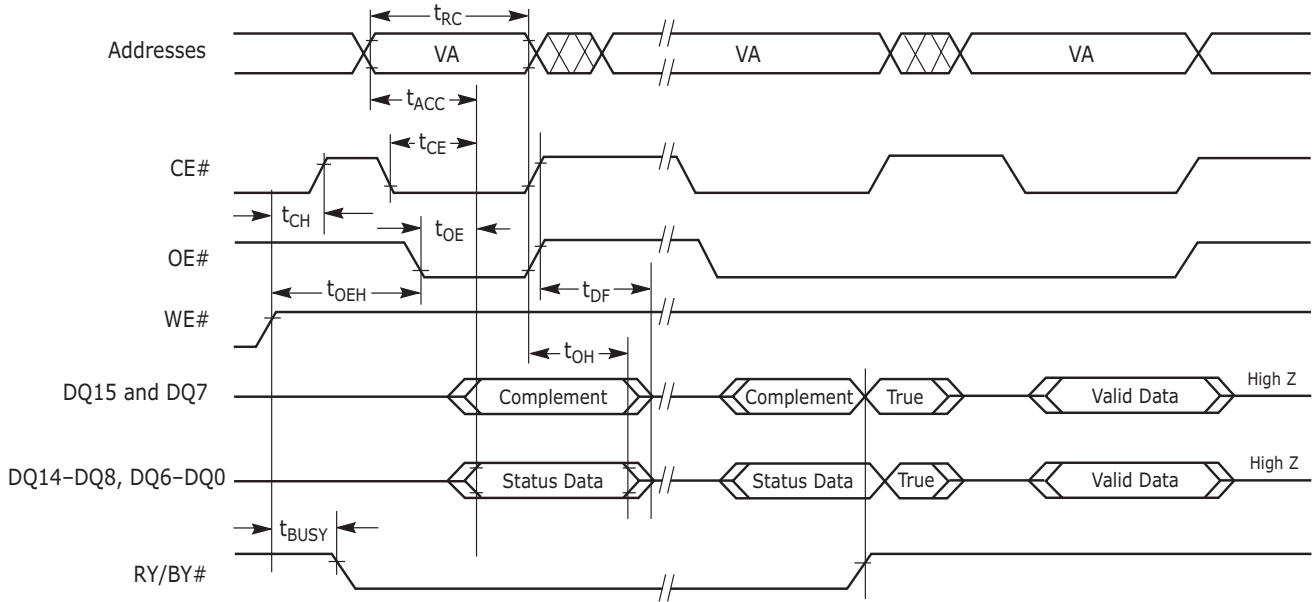 tRC
Addresses VA VA VA
tACC
tCE
CE#
tCH
tOE
OE#
tOEH tDF
WE#
tOH
DQ15 and DQ7 Complement Complement True Valid Data High Z
DQ14–DQ8, DQ6–DQ0 Status Data Status Data True Valid Data High Z
tBUSY
RY/BY#